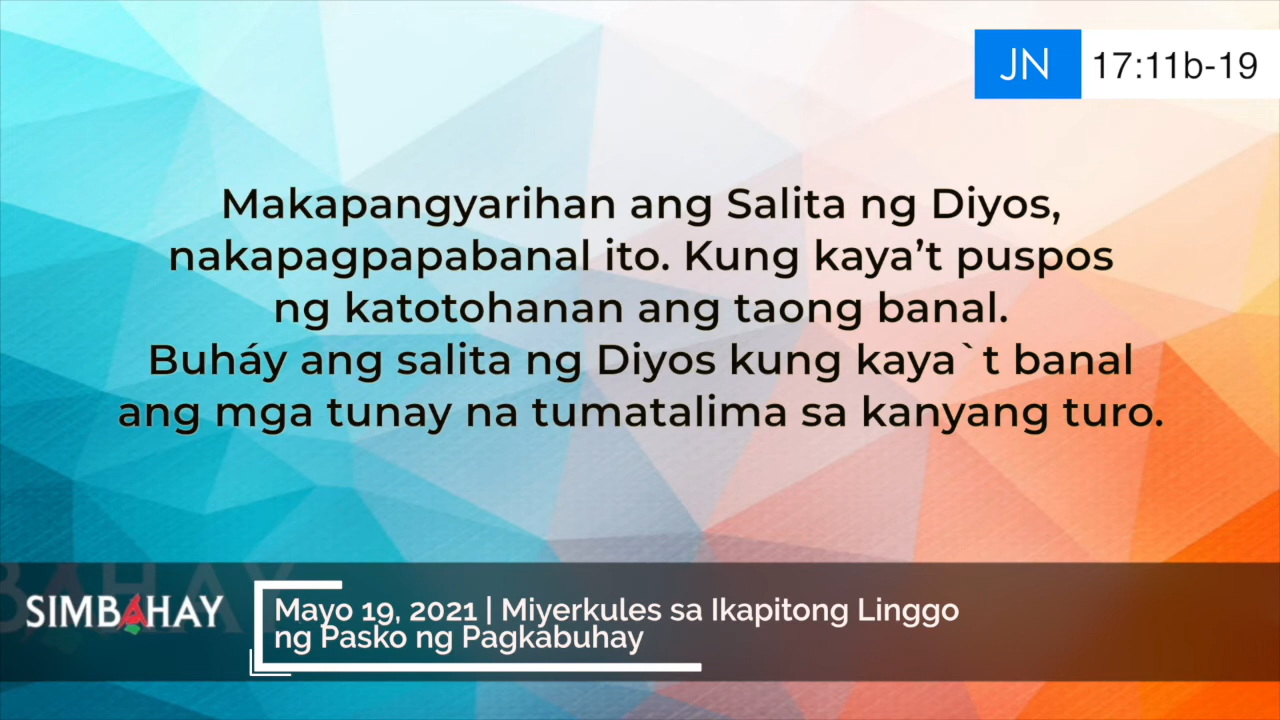 JN 17:11b-19
Makapangyarihan ang Salita ng Diyos,
nakapagpapabanal ito. Kung kaya’t puspos
ng katotohanan ang taong banal.
Buháy ang salita ng Diyos kung kaya`t banal
ang mga tunay na tumatalima sa kanyang turo.
SIMBAHAY
Mayo 19, 2021 | Miyerkules sa Ikapitong Linggo
ng Pasko ng Pagkabuhay